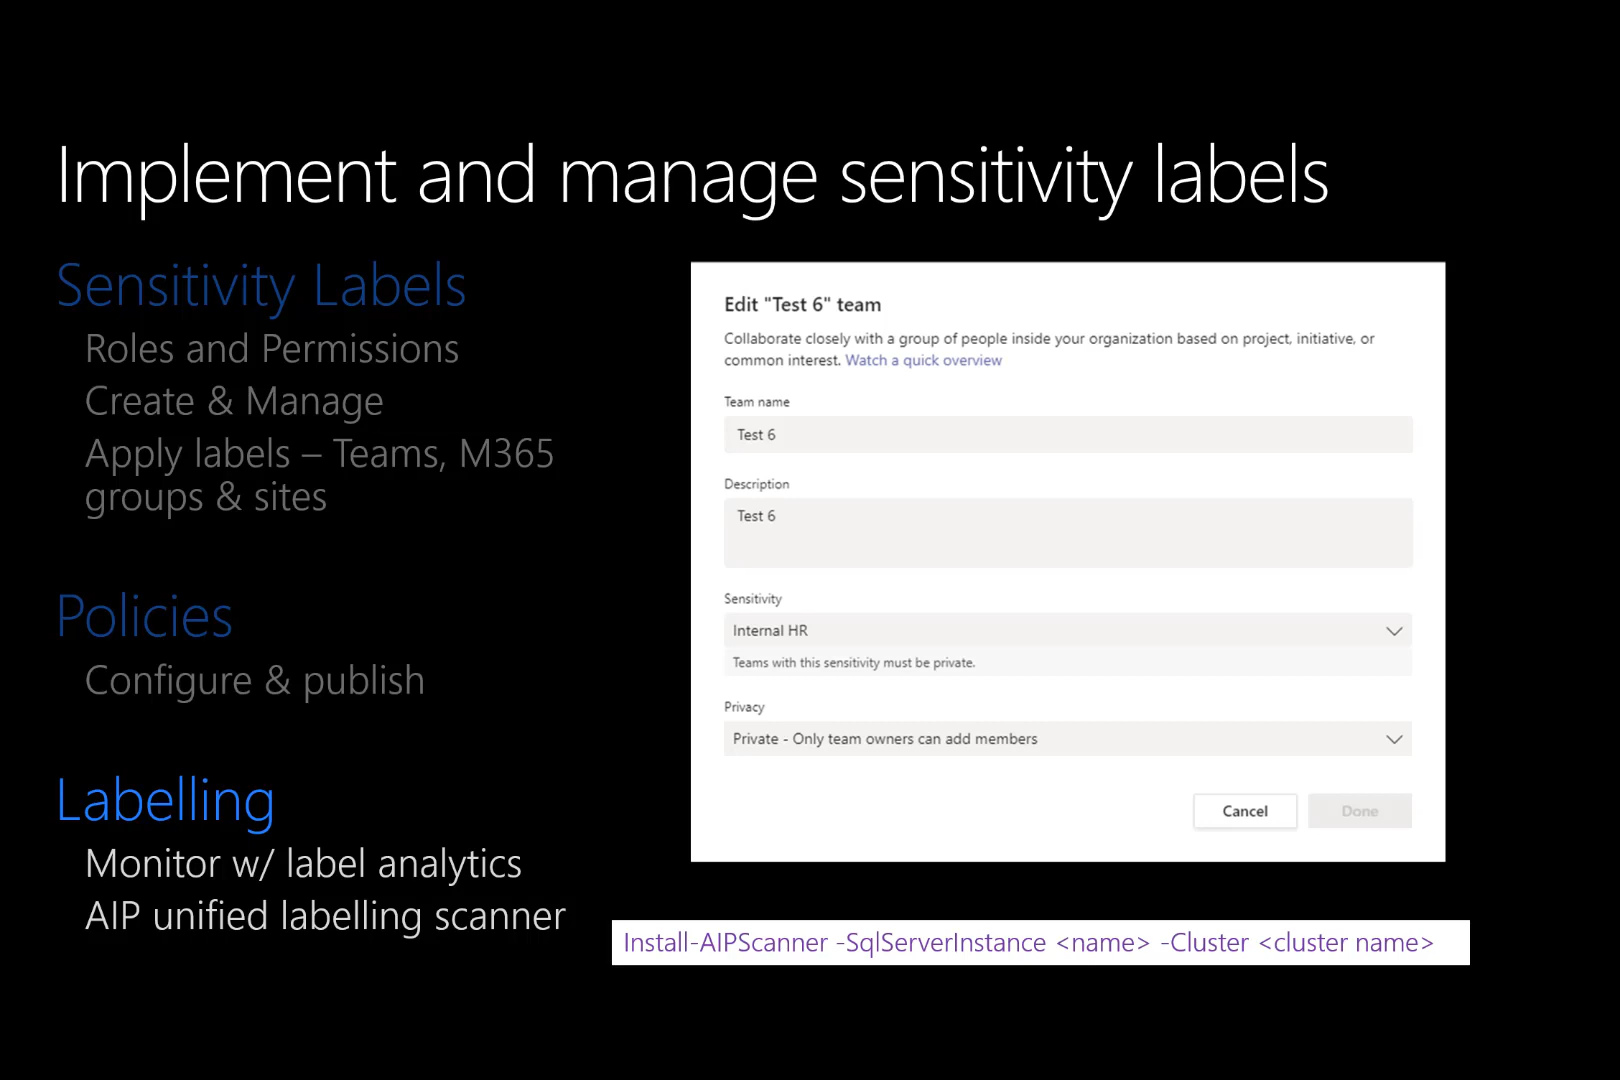 Implement and manage sensitivity labels
Sensitivity Labels
Roles and Permissions
Create & Manage
Apply labels – Teams, M365
groups & sites
Policies
Configure & publish
Labelling
Monitor w/ label analytics
AIP unified labelling scanner
Edit "Test 6" team
Collaborate closely with a group of people inside your organization based on project, initiative, or
common interest. Watch a quick overview
Team name
Test 6
Description
Test 6
Sensitivity
Internal HR
Teams with this sensitivity must be private.
Privacy
Private - Only team owners can add members
Cancel
Done
Install-AIPScanner -SqlServerInstance <name> -Cluster <cluster name>